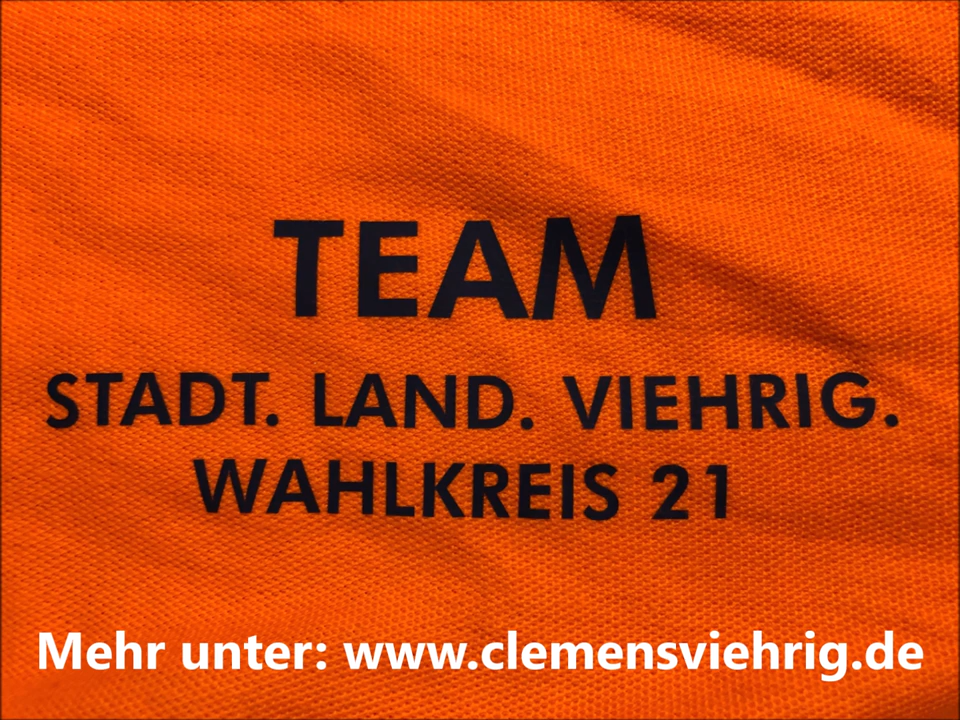 TEAM
STADT. LAND. VIEHRIG.
WAHLKREIS 21
Mehr unter: www.clemensviehrig.de